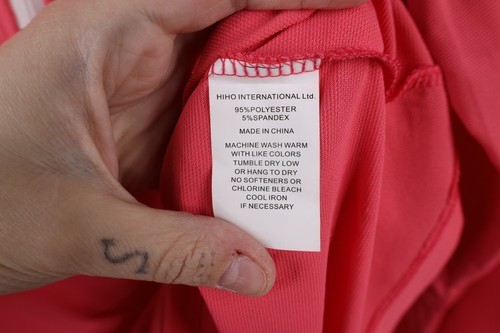 HIHO INTERNATIONAL Ltd.
95%POLYESTER
5%SPANDEX
MADE IN CHINA
MACHINE WASH WARM
WITH LIKE COLORS
TUMBLE DRY LOW
OR HANG TO DRY
NO SOFTENERS OR
CHLORINE BLEACH
COOL IRON
IF NECESSARY